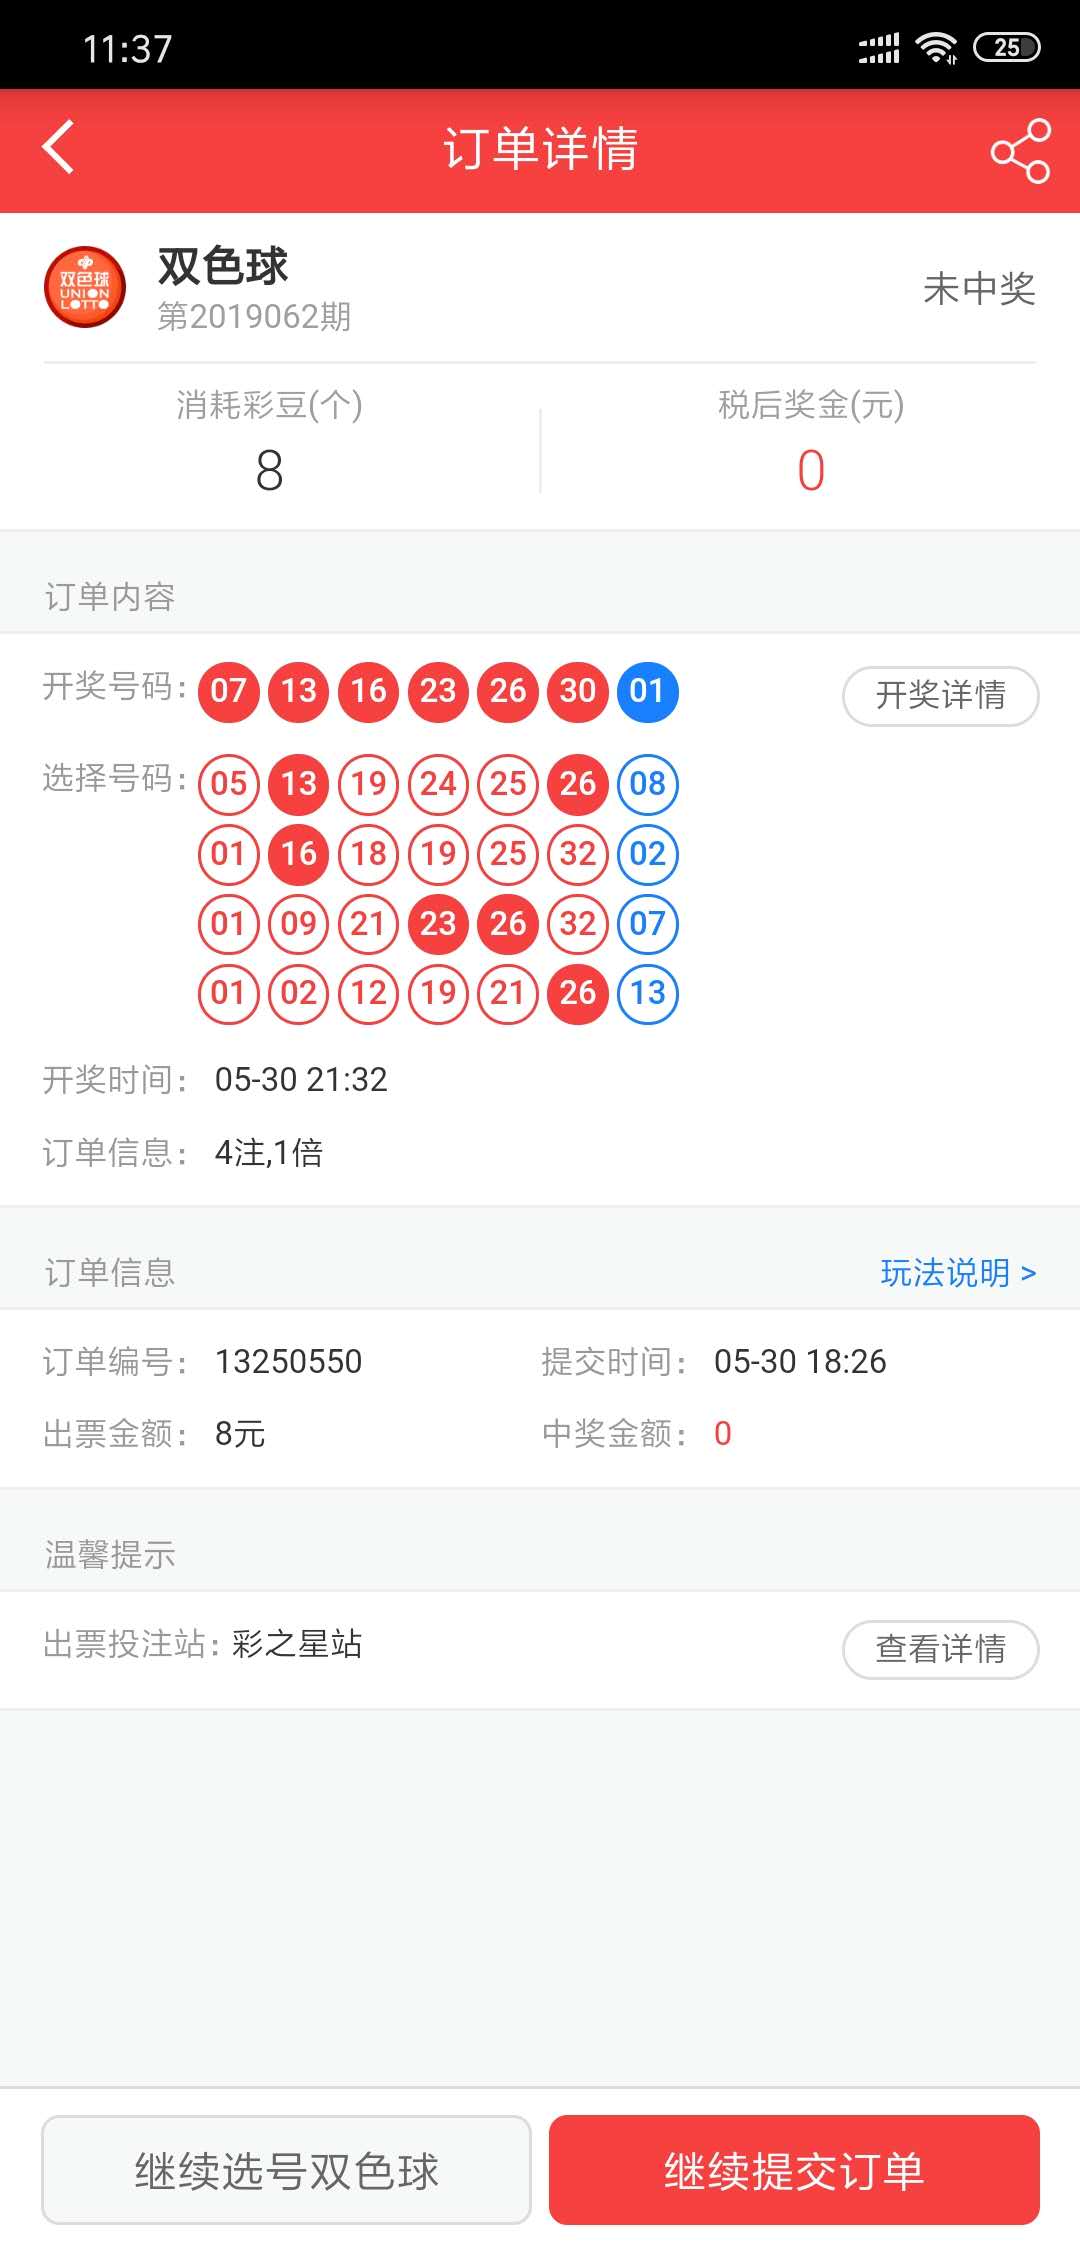 11:37
25
订单详情
双色球
UNION
LOTTO
双色球
第2019062期
未中奖
消耗彩豆(个)
税后奖金(元)
8
0
订单内容
开奖号码: 07 13 16 23 26 30 01
开奖详情
选择号码: 05 13 19 24 25 26 08
01 16 18 19 25 32 02
01 09 21 23 26 32 07
01 02 12 19 21 26 13
开奖时间: 05-30 21:32
订单信息: 4注,1倍
订单信息
玩法说明 >
订单编号: 13250550
提交时间: 05-30 18:26
出票金额: 8元
中奖金额: 0
温馨提示
出票投注站: 彩之星站
查看详情
继续选号双色球
继续提交订单